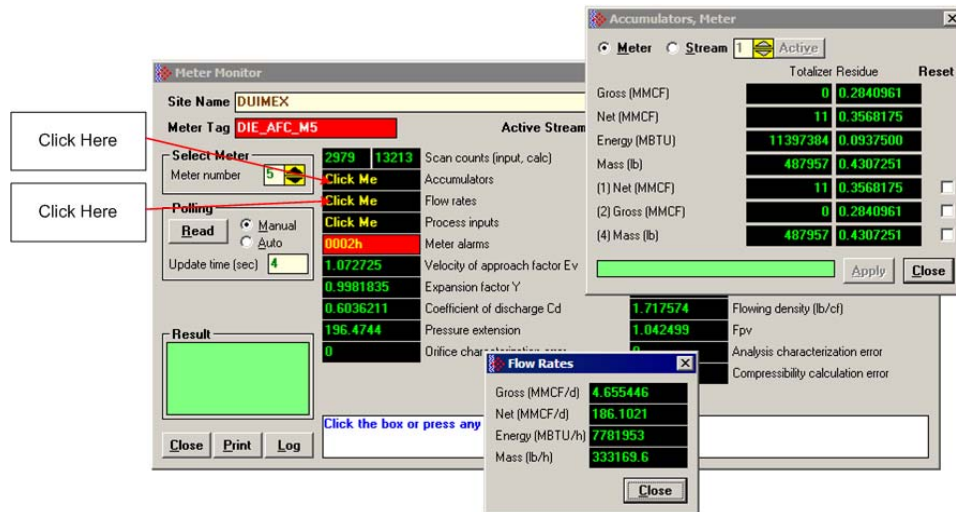 Click Here
Click Here
Meter Monitor
Site Name DUIMEX
Meter Tag DIE_AFC_M5 Active Stream
Select Meter
Meter number 5
Polling
Read Manual
Auto
Update time (sec) 4
Result
Close Print Log
2979 13213 Scan counts (input, calc)
Click Me Accumulators
Click Me Flow rates
Click Me Process inputs
0002h Meter alarms
1.072725 Velocity of approach factor Ev
0.9981835 Expansion factor Y
0.6036211 Coefficient of discharge Cd
196.4744 Pressure extension
0 Orifice characterization error
1.717574 Flowing density (lb/cf)
1.042499 Fpv
Analysis characterization error
Compressibility calculation error
Click the box or press any
Accumulators, Meter
Meter Stream 1 Active
Totalizer Residue Reset
Gross (MMCF) 0 0.2840961
Net (MMCF) 11 0.3568175
Energy (MBTU) 11397384 0.0937500
Mass (lb) 487957 0.4307251
(1) Net (MMCF) 11 0.3568175
(2) Gross (MMCF) 0 0.2840961
(4) Mass (lb) 487957 0.4307251
Apply Close
Flow Rates
Gross (MMCF/d) 4.655446
Net (MMCF/d) 186.1021
Energy (MBTU/h) 7781953
Mass (lb/h) 333169.6
Close